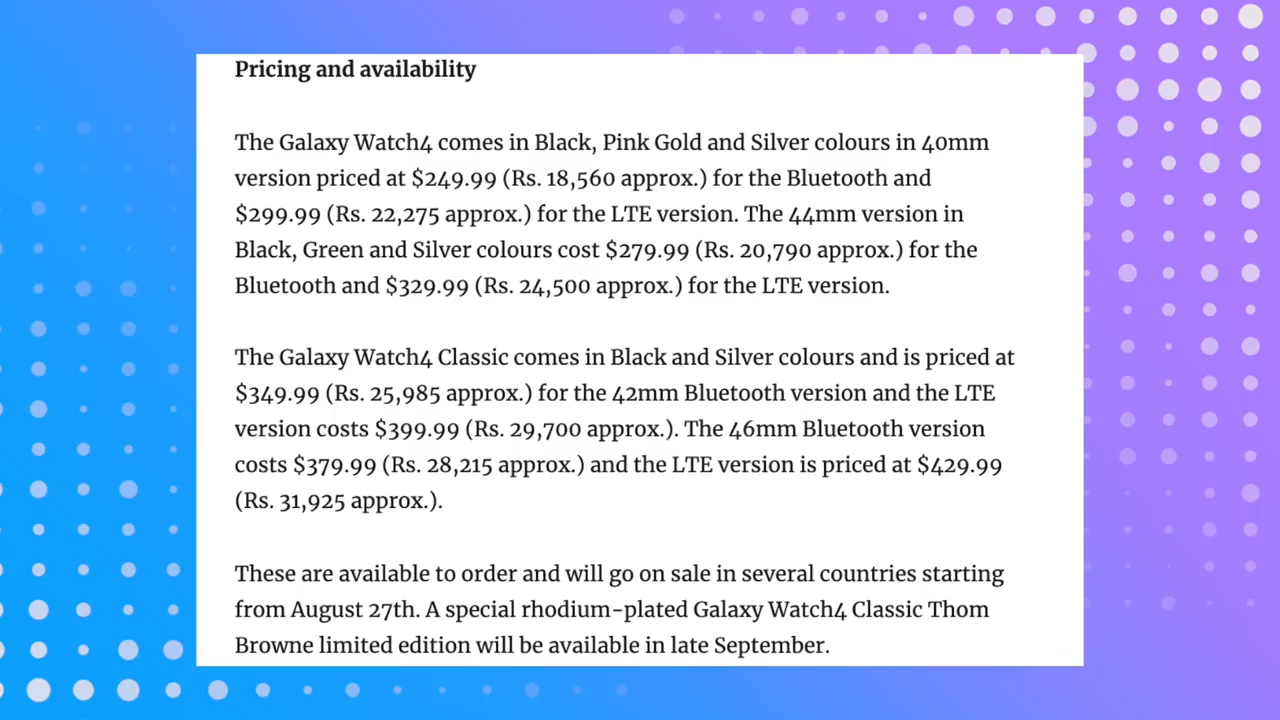 Pricing and availability
The Galaxy Watch4 comes in Black, Pink Gold and Silver colours in 40mm
version priced at $249.99 (Rs. 18,560 approx.) for the Bluetooth and
$299.99 (Rs. 22,275 approx.) for the LTE version. The 44mm version in
Black, Green and Silver colours cost $279.99 (Rs. 20,790 approx.) for the
Bluetooth and $329.99 (Rs. 24,500 approx.) for the LTE version.
The Galaxy Watch4 Classic comes in Black and Silver colours and is priced at
$349.99 (Rs. 25,985 approx.) for the 42mm Bluetooth version and the LTE
version costs $399.99 (Rs. 29,700 approx.). The 46mm Bluetooth version
costs $379.99 (Rs. 28,215 approx.) and the LTE version is priced at $429.99
(Rs. 31,925 approx.).
These are available to order and will go on sale in several countries starting
from August 27th. A special rhodium-plated Galaxy Watch4 Classic Thom
Browne limited edition will be available in late September.